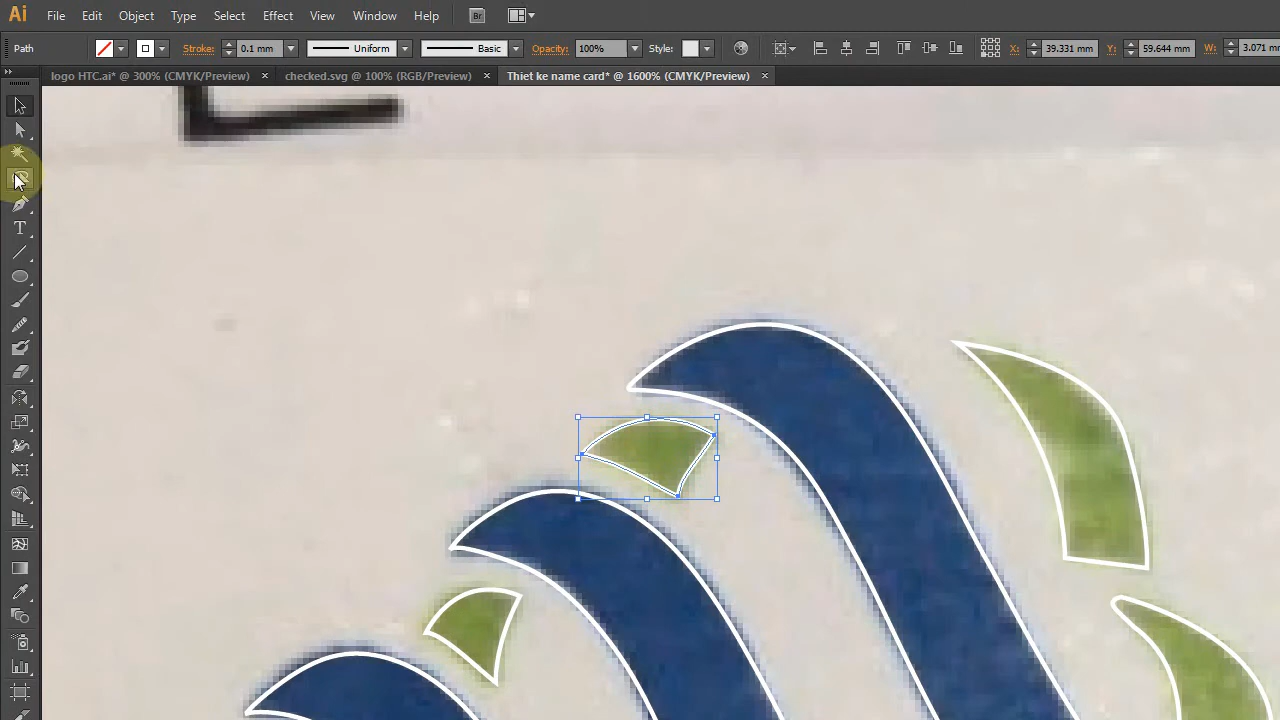 Ai File Edit Object Type Select Effect View Window Help Br
Path Stroke: 0.1 mm Uniform Basic Opacity: 100% Style: X: 39.331 mm Y: 59.644 mm W: 3.071 mm
logo HTC.ai* @ 300% (CMYK/Preview) × checked.svg @ 100% (RGB/Preview) × Thiet ke name card* @ 1600% (CMYK/Preview) ×